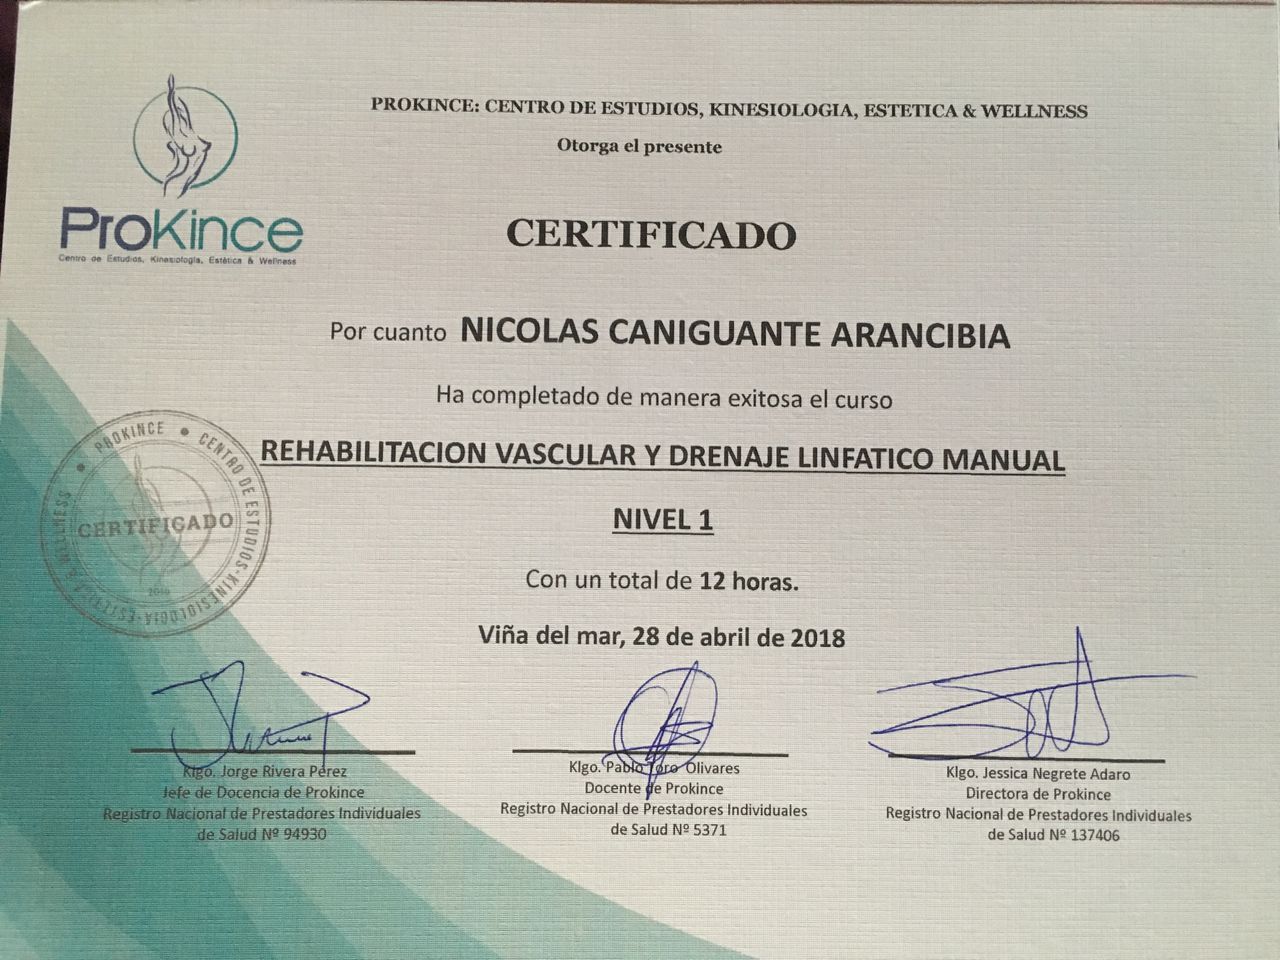 PROKINCE: CENTRO DE ESTUDIOS, KINESIOLOGIA, ESTETICA & WELLNESS
Otorga el presente
ProKince
Centro de Estudios, Kinesiología, Estética & Wellness
CERTIFICADO
Por cuanto NICOLAS CANIGUANTE ARANCIBIA
Ha completado de manera exitosa el curso
REHABILITACION VASCULAR Y DRENAJE LINFATICO MANUAL
NIVEL 1
Con un total de 12 horas.
Viña del mar, 28 de abril de 2018
PROKINCE • CENTRO DE ESTUDIOS-KINESIOLOGIA-ESTETICA & WELLNESS •
CERTIFICADO
Klgo. Jorge Rivera Pérez
Jefe de Docencia de Prokince
Registro Nacional de Prestadores Individuales
de Salud Nº 94930
Klgo. Pablo Toro Olivares
Docente de Prokince
Registro Nacional de Prestadores Individuales
de Salud Nº 5371
Klgo. Jessica Negrete Adaro
Directora de Prokince
Registro Nacional de Prestadores Individuales
de Salud Nº 137406